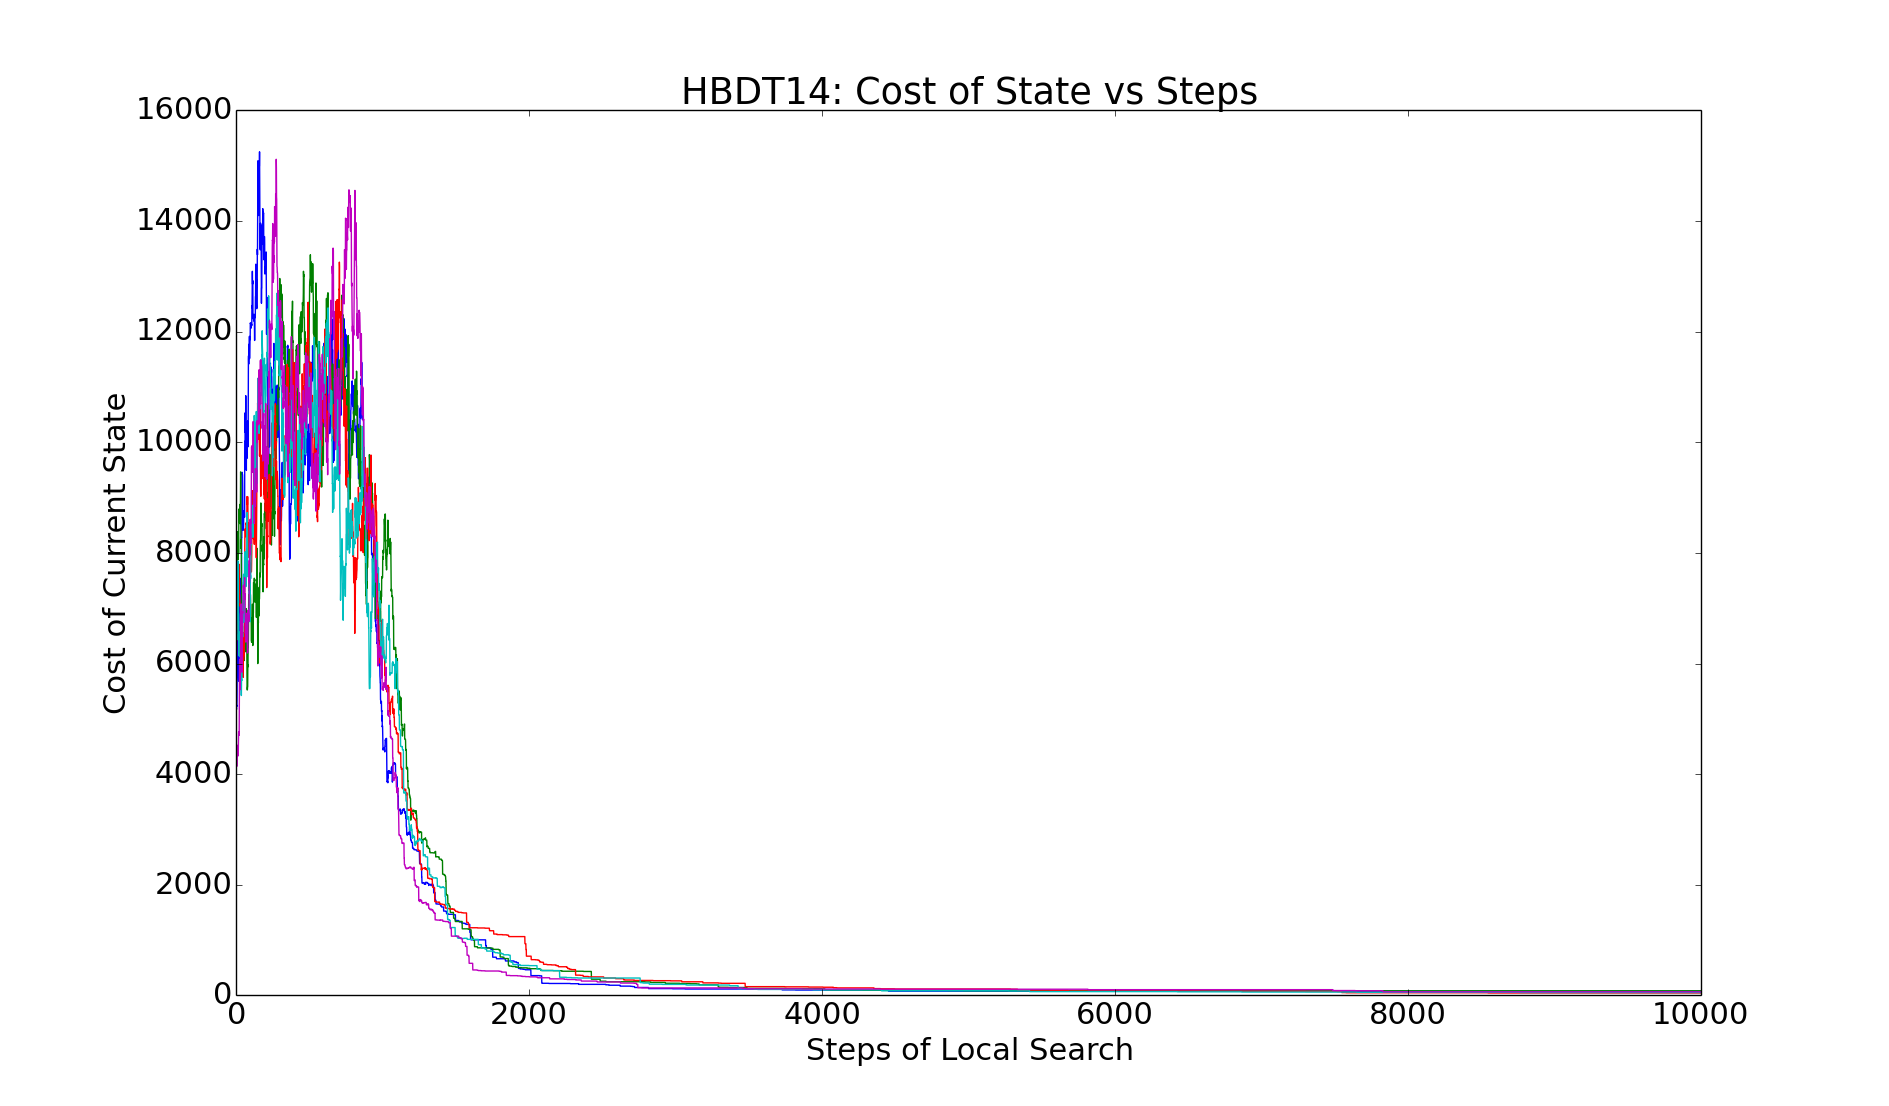 HBDT14: Cost of State vs Steps
16000
14000
12000
10000
8000
6000
4000
2000
0
Cost of Current State
0 2000 4000 6000 8000 10000
Steps of Local Search